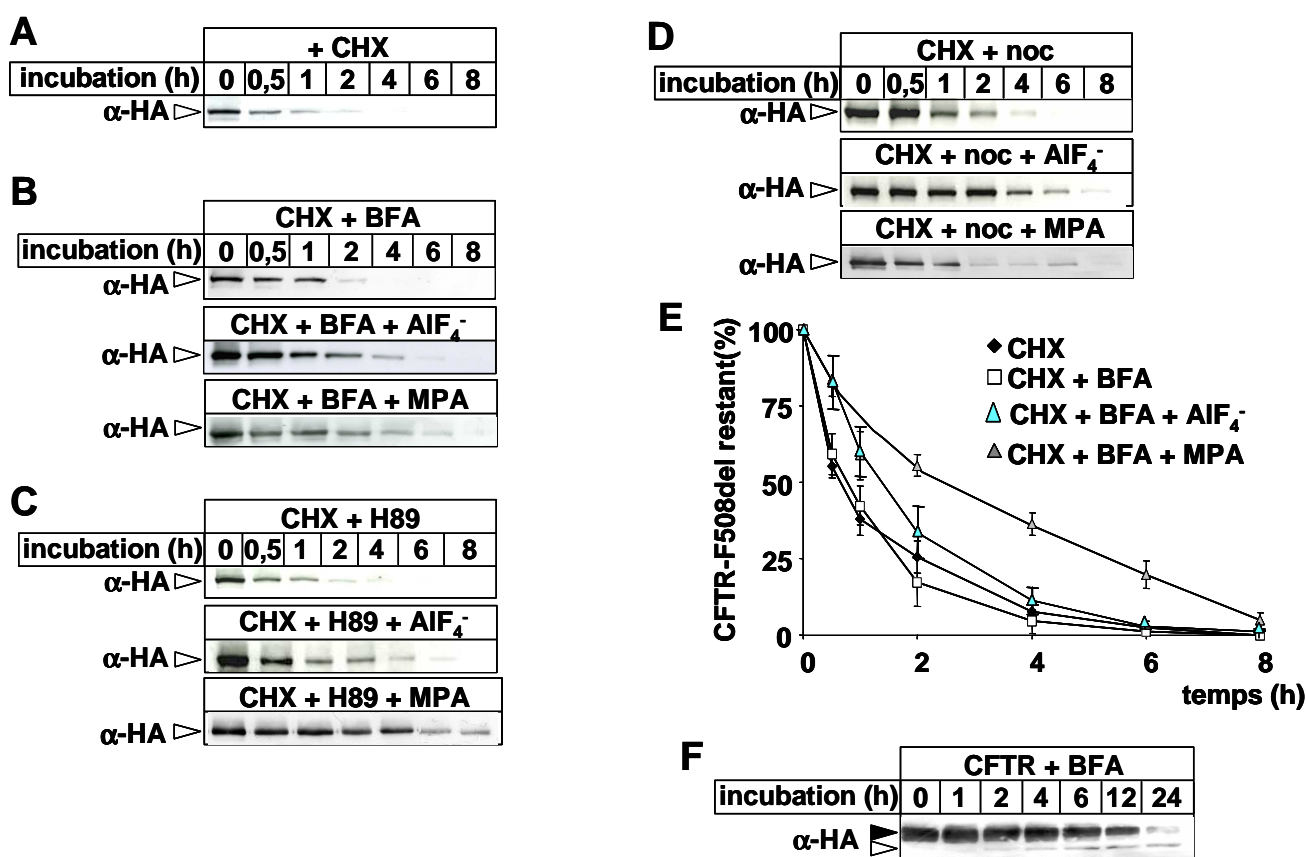 A
+ CHX
incubation (h) 0 0,5 1 2 4 6 8
α-HA
B
CHX + BFA
incubation (h) 0 0,5 1 2 4 6 8
α-HA
CHX + BFA + AlF4-
α-HA
CHX + BFA + MPA
α-HA
C
CHX + H89
incubation (h) 0 0,5 1 2 4 6 8
α-HA
CHX + H89 + AlF4-
α-HA
CHX + H89 + MPA
α-HA
D
CHX + noc
incubation (h) 0 0,5 1 2 4 6 8
α-HA
CHX + noc + AlF4-
α-HA
CHX + noc + MPA
α-HA
E
CFTR-F508del restant(%)
100
75
50
25
0
0 2 4 6 8
temps (h)
CHX
CHX + BFA
CHX + BFA + AlF4-
CHX + BFA + MPA
F
CFTR + BFA
incubation (h) 0 1 2 4 6 12 24
α-HA